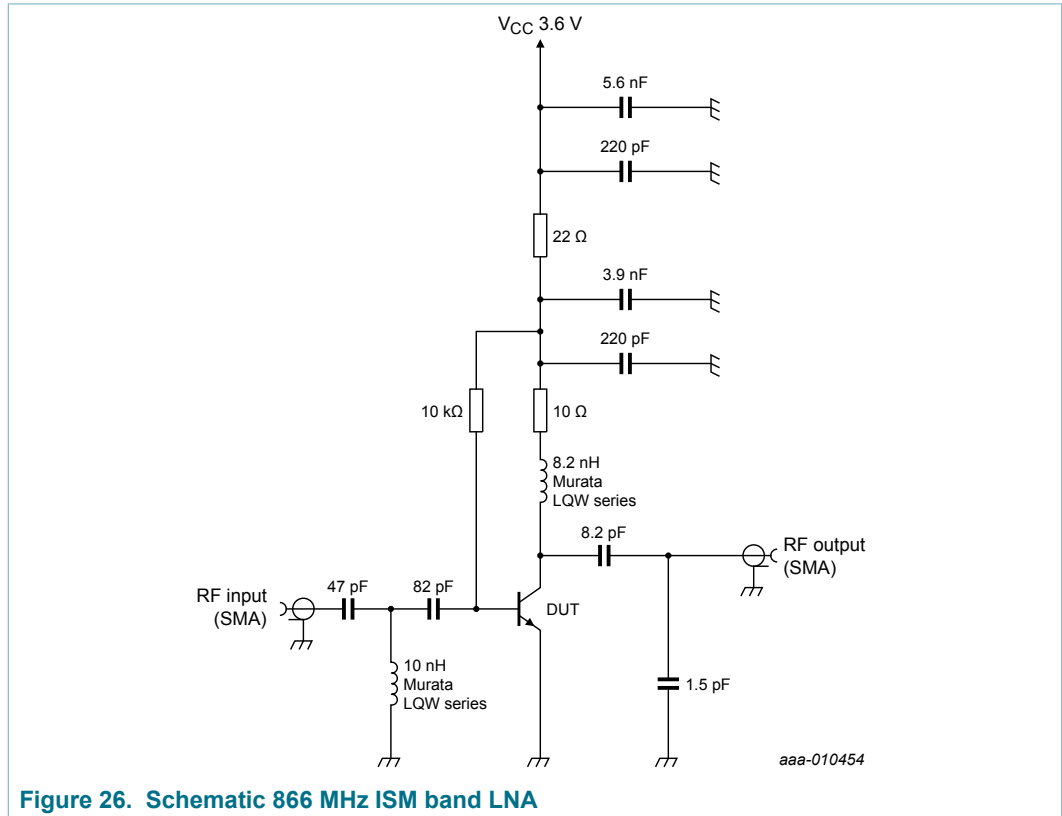 VCC 3.6 V
5.6 nF
220 pF
22 Ω
3.9 nF
220 pF
10 kΩ
10 Ω
8.2 nH
Murata
LQW series
8.2 pF
RF output
(SMA)
RF input
(SMA)
47 pF
82 pF
DUT
10 nH
Murata
LQW series
1.5 pF
aaa-010454
Figure 26. Schematic 866 MHz ISM band LNA